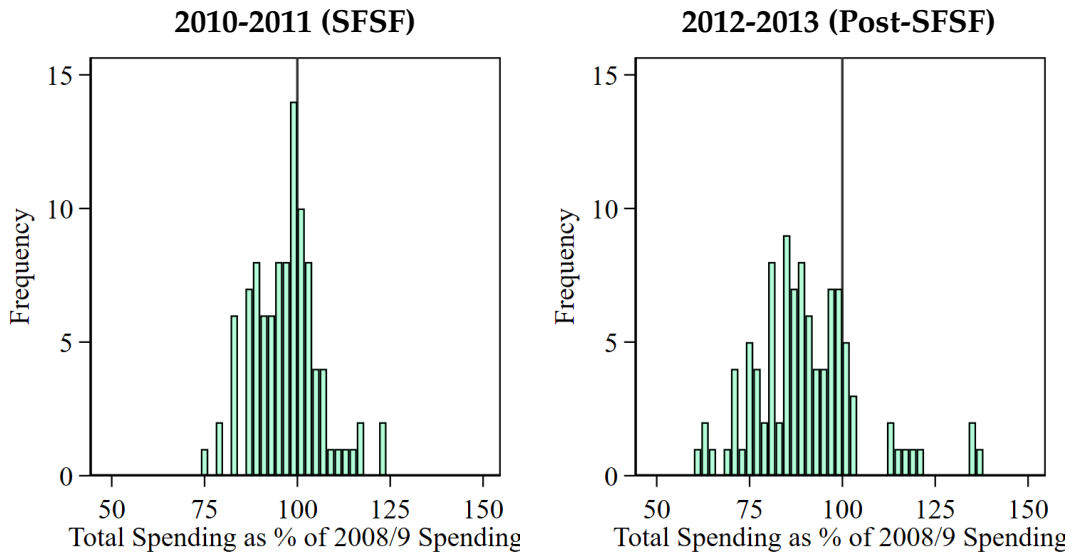 2010-2011 (SFSF)
15
10
5
0
Frequency
50 75 100 125 150
Total Spending as % of 2008/9 Spending
2012-2013 (Post-SFSF)
15
10
5
0
Frequency
50 75 100 125 150
Total Spending as % of 2008/9 Spending